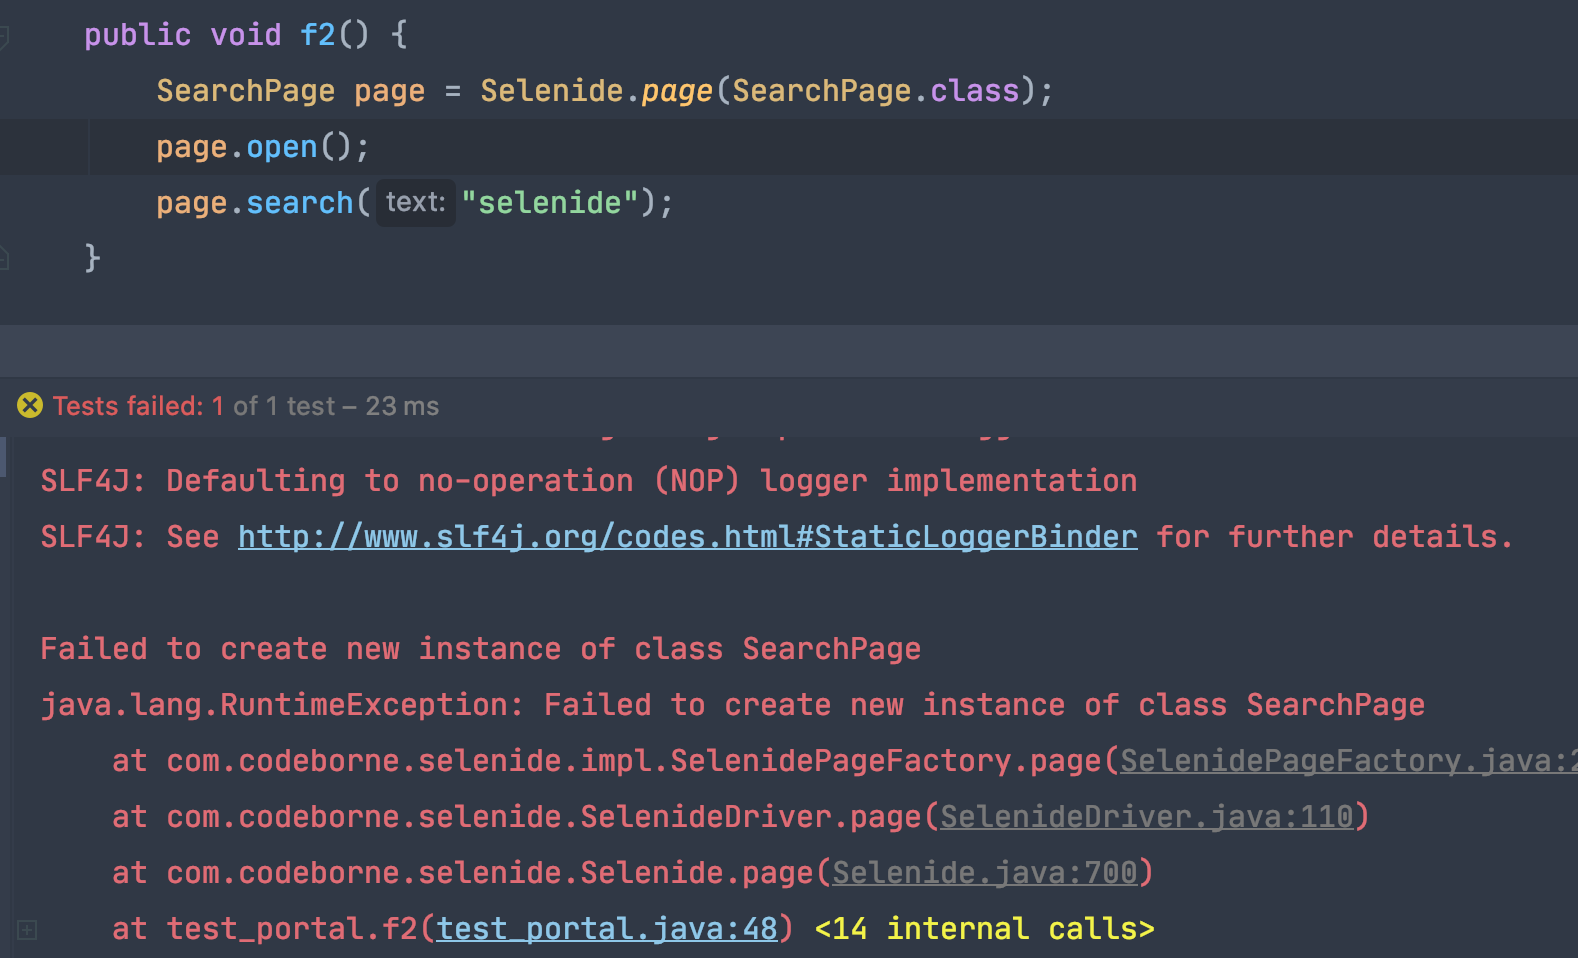 public void f2() {
SearchPage page = Selenide.page(SearchPage.class);
page.open();
page.search( text: "selenide");
}
Tests failed: 1 of 1 test – 23 ms
SLF4J: Defaulting to no-operation (NOP) logger implementation
SLF4J: See http://www.slf4j.org/codes.html#StaticLoggerBinder for further details.
Failed to create new instance of class SearchPage
java.lang.RuntimeException: Failed to create new instance of class SearchPage
at com.codeborne.selenide.impl.SelenidePageFactory.page(SelenidePageFactory.java:2
at com.codeborne.selenide.SelenideDriver.page(SelenideDriver.java:110)
at com.codeborne.selenide.Selenide.page(Selenide.java:700)
at test_portal.f2(test_portal.java:48) <14 internal calls>